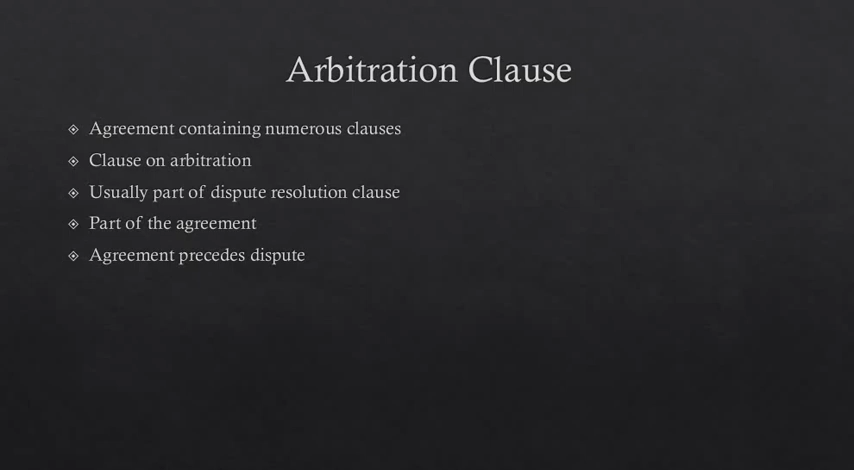 Arbitration Clause
Agreement containing numerous clauses
Clause on arbitration
Usually part of dispute resolution clause
Part of the agreement
Agreement precedes dispute